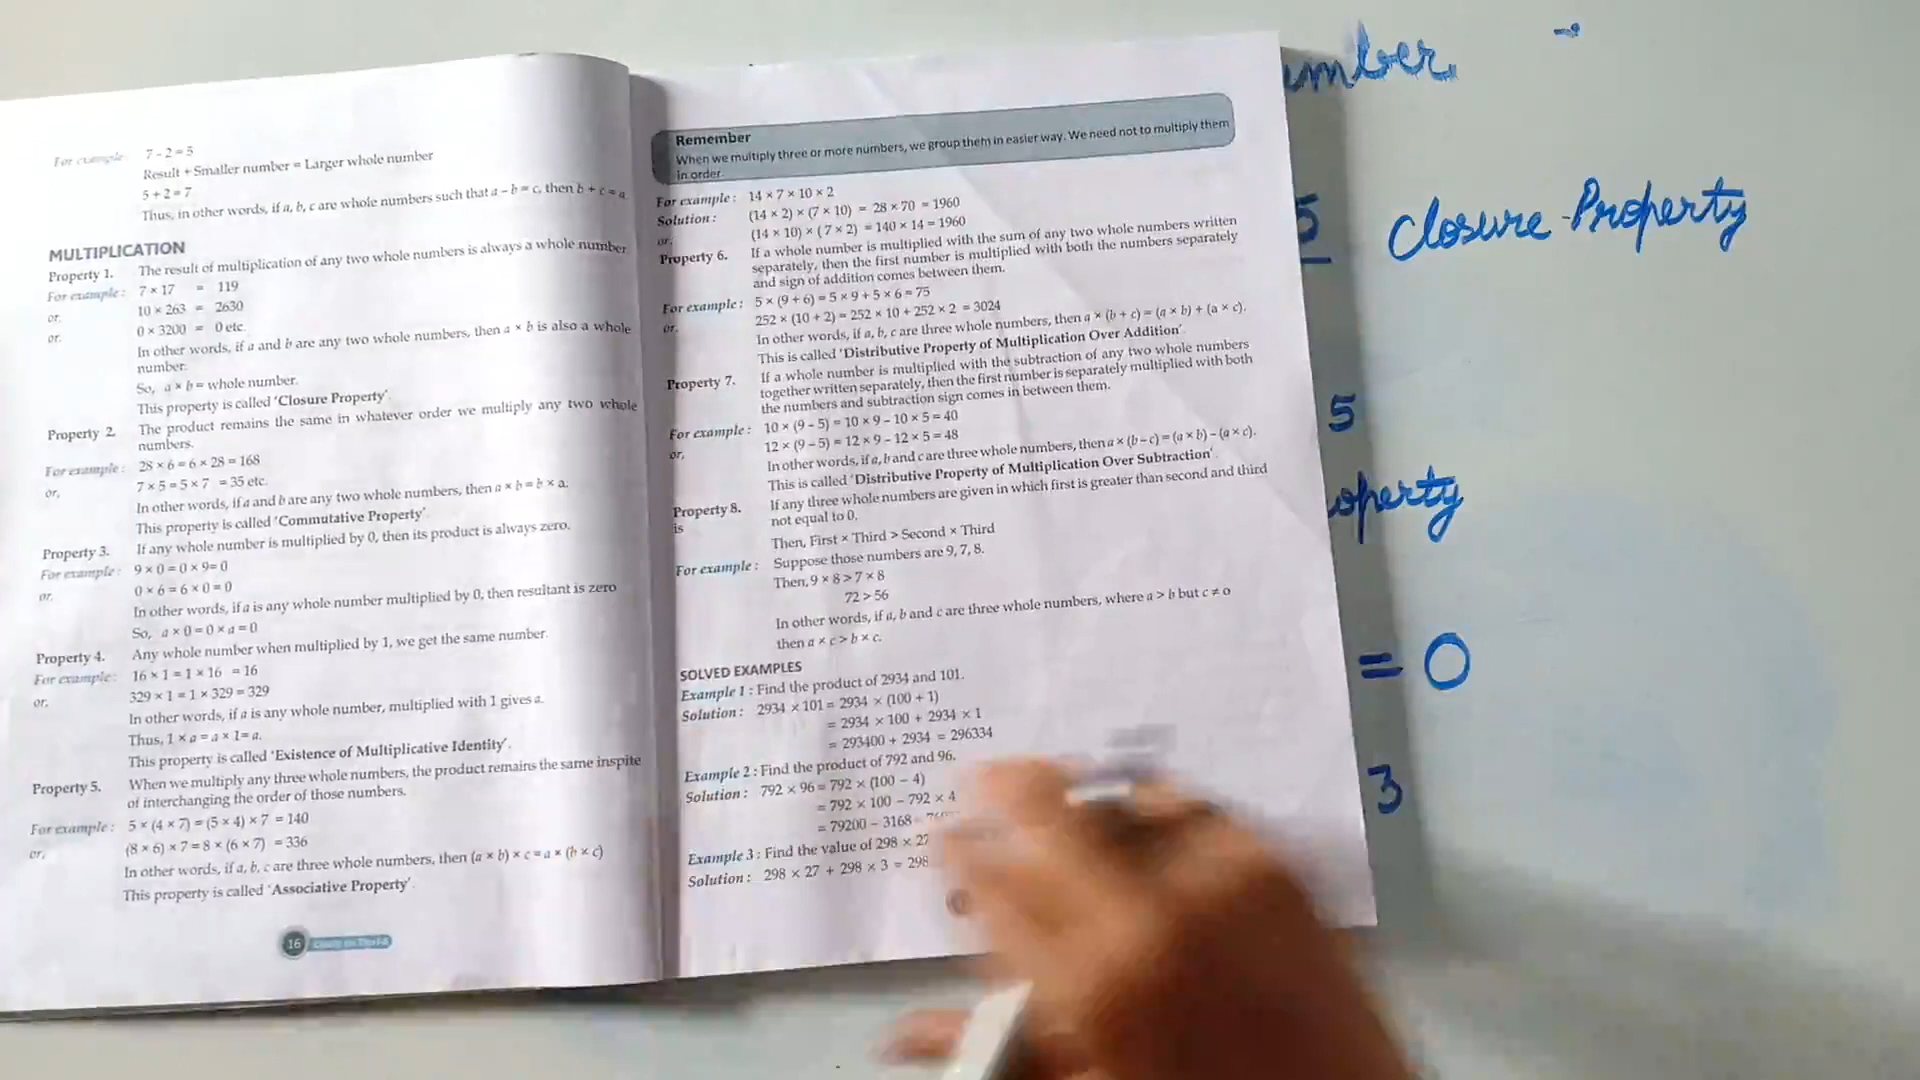 For example: 7 - 2 = 5
Result + Smaller number = Larger whole number
5 + 2 = 7
Thus, in other words, if a, b, c are whole numbers such that a – b = c, then b + c = a
MULTIPLICATION
Property 1. The result of multiplication of any two whole numbers is always a whole number
For example : 7 × 17 = 119
or, 10 × 263 = 2630
or, 0 × 3200 = 0 etc.
In other words, if a and b are any two whole numbers, then a × b is also a whole
number.
So, a × b = whole number.
This property is called 'Closure Property'.
Property 2. The product remains the same in whatever order we multiply any two whole
numbers.
For example : 28 × 6 = 6 × 28 = 168
or, 7 × 5 = 5 × 7 = 35 etc.
In other words, if a and b are any two whole numbers, then a × b = b × a.
This property is called 'Commutative Property'.
Property 3. If any whole number is multiplied by 0, then its product is always zero.
For example : 9 × 0 = 0 × 9 = 0
or, 0 × 6 = 6 × 0 = 0
In other words, if a is any whole number multiplied by 0, then resultant is zero
So, a × 0 = 0 × a = 0
Property 4. Any whole number when multiplied by 1, we get the same number.
For example : 16 × 1 = 1 × 16 = 16
or, 329 × 1 = 1 × 329 = 329
In other words, if a is any whole number, multiplied with 1 gives a.
Thus, 1 × a = a × 1 = a.
This property is called 'Existence of Multiplicative Identity'.
Property 5. When we multiply any three whole numbers, the product remains the same inspite
of interchanging the order of those numbers.
For example : 5 × (4 × 7) = (5 × 4) × 7 = 140
or, (8 × 6) × 7 = 8 × (6 × 7) = 336
In other words, if a, b, c are three whole numbers, then (a × b) × c = a × (b × c)
This property is called 'Associative Property'.
16
Remember
When we multiply three or more numbers, we group them in easier way. We need not to multiply them
in order.
For example : 14 × 7 × 10 × 2
Solution : (14 × 2) × (7 × 10) = 28 × 70 = 1960
or, (14 × 10) × (7 × 2) = 140 × 14 = 1960
Property 6. If a whole number is multiplied with the sum of any two whole numbers written
separately, then the first number is multiplied with both the numbers separately
and sign of addition comes between them.
For example : 5 × (9 + 6) = 5 × 9 + 5 × 6 = 75
or, 252 × (10 + 2) = 252 × 10 + 252 × 2 = 3024
In other words, if a, b, c are three whole numbers, then a × (b + c) = (a × b) + (a × c).
This is called 'Distributive Property of Multiplication Over Addition'.
Property 7. If a whole number is multiplied with the subtraction of any two whole numbers
together written separately, then the first number is separately multiplied with both
the numbers and subtraction sign comes in between them.
For example : 10 × (9 – 5) = 10 × 9 – 10 × 5 = 40
or, 12 × (9 – 5) = 12 × 9 – 12 × 5 = 48
In other words, if a, b and c are three whole numbers, then a × (b – c) = (a × b) – (a × c).
This is called 'Distributive Property of Multiplication Over Subtraction'.
Property 8. If any three whole numbers are given in which first is greater than second and third
is not equal to 0.
Then, First × Third > Second × Third
For example : Suppose those numbers are 9, 7, 8.
Then, 9 × 8 > 7 × 8
72 > 56
In other words, if a, b and c are three whole numbers, where a > b but c ≠ o
then a × c > b × c.
SOLVED EXAMPLES
Example 1 : Find the product of 2934 and 101.
Solution : 2934 × 101 = 2934 × (100 + 1)
= 2934 × 100 + 2934 × 1
= 293400 + 2934 = 296334
Example 2 : Find the product of 792 and 96.
Solution : 792 × 96 = 792 × (100 – 4)
= 792 × 100 – 792 × 4
= 79200 – 3168
Example 3 : Find the value of 298 × 27
Solution : 298 × 27 + 298 × 3 = 298
umber
5 Closure Property
5
operty
= 0
3